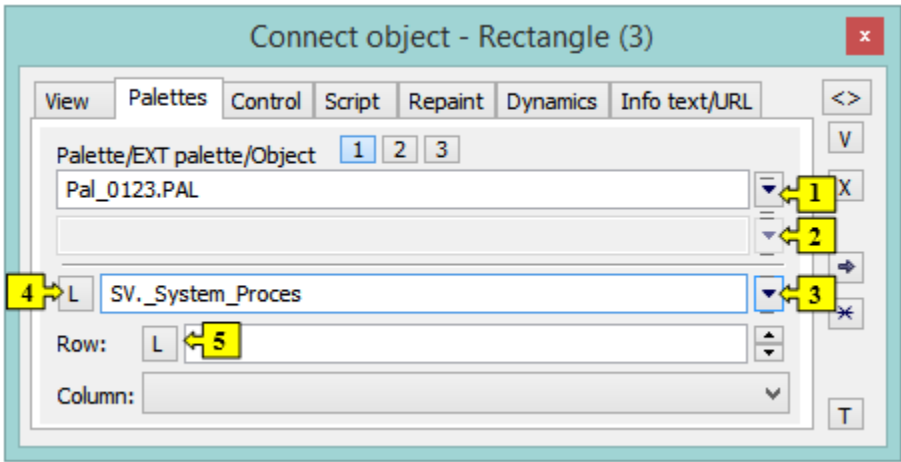 Connect object - Rectangle (3)
x
View Palettes Control Script Repaint Dynamics Info text/URL
<>
V
Palette/EXT palette/Object 1 2 3
Pal_0123.PAL
1
X
2
4 L SV._System_Proces 3
Row: L 5
Column:
T